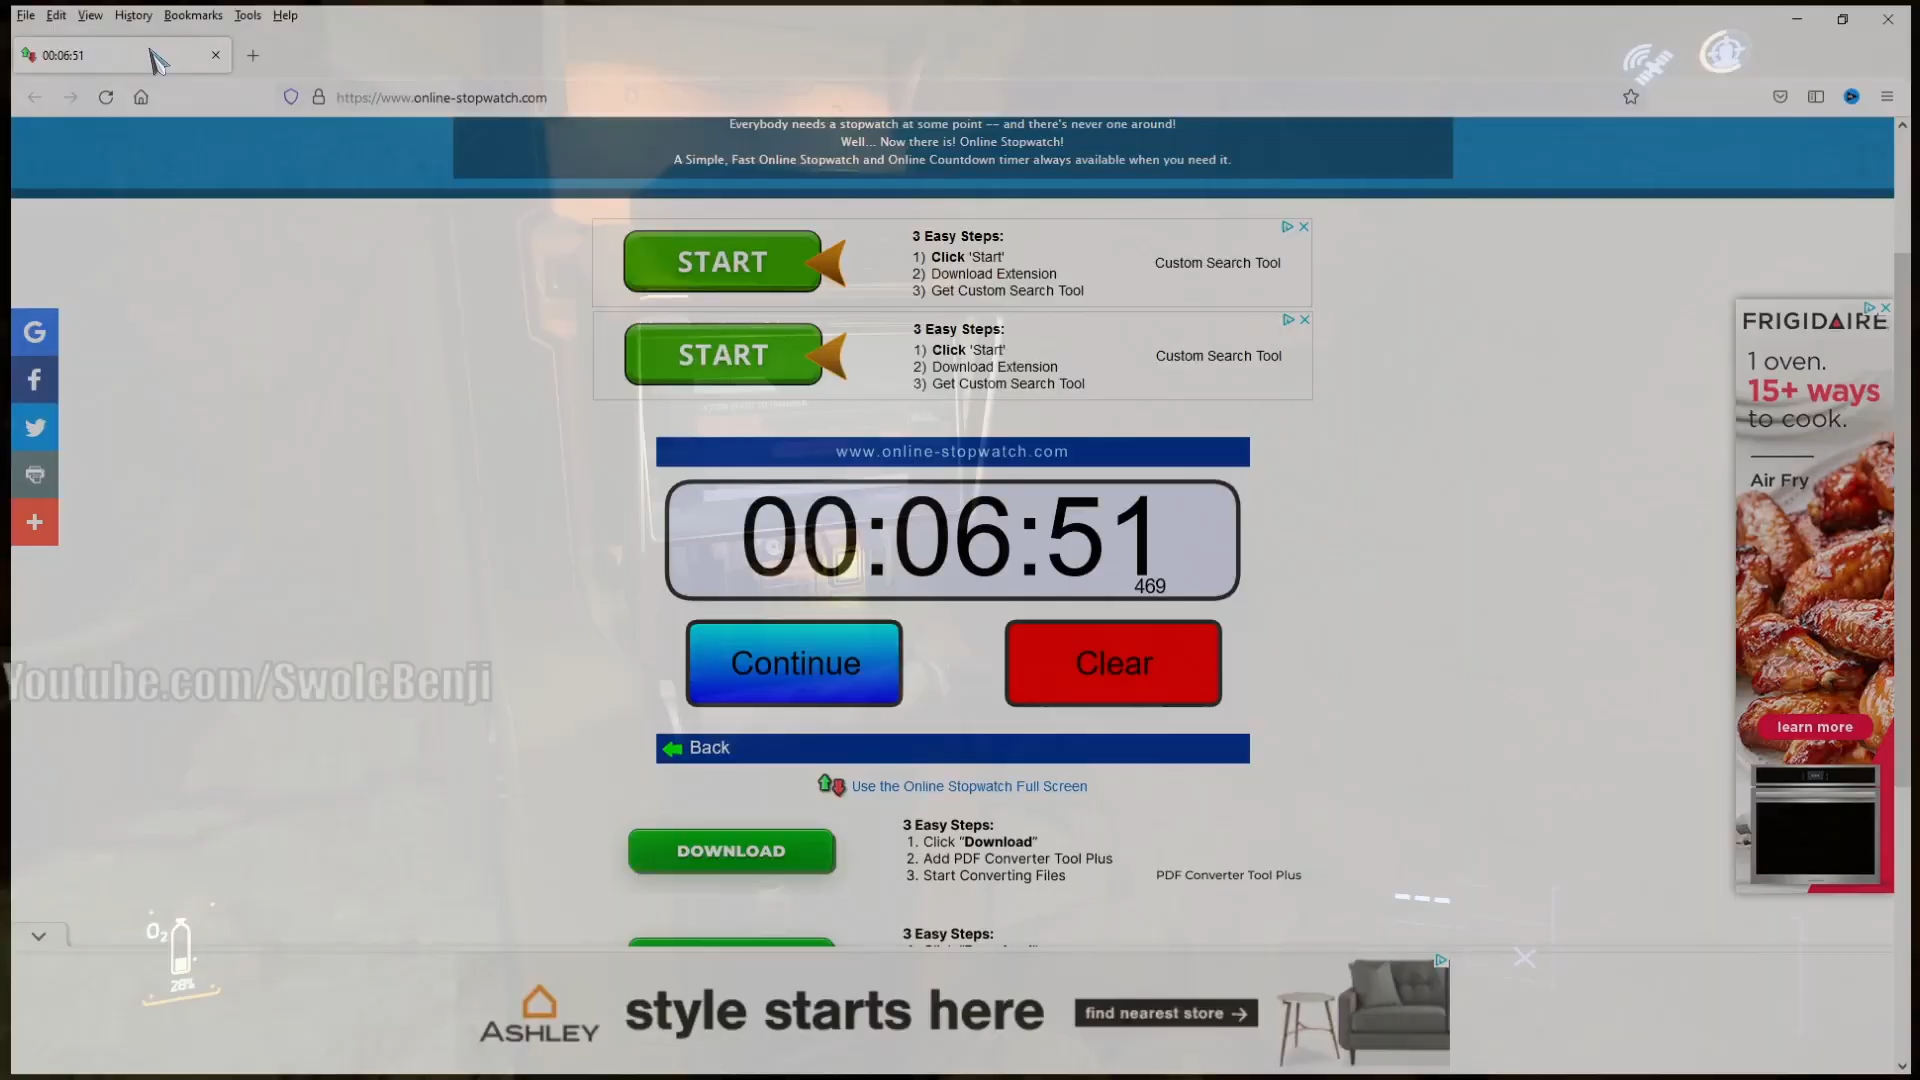 File Edit View History Bookmarks Tools Help
00:06:51
https://www.online-stopwatch.com
Everybody needs a stopwatch at some point -- and there's never one around!
Well... Now there is! Online Stopwatch!
A Simple, Fast Online Stopwatch and Online Countdown timer always available when you need it.
START
3 Easy Steps:
1) Click 'Start'
2) Download Extension
3) Get Custom Search Tool
Custom Search Tool
START
3 Easy Steps:
1) Click 'Start'
2) Download Extension
3) Get Custom Search Tool
Custom Search Tool
FRIGIDAIRE
1 oven.
15+ ways
to cook.
Air Fry
learn more
www.online-stopwatch.com
00:06:51
469
Continue
Clear
Youtube.com/SwoleBenji
Back
Use the Online Stopwatch Full Screen
DOWNLOAD
3 Easy Steps:
1. Click “Download”
2. Add PDF Converter Tool Plus
3. Start Converting Files
PDF Converter Tool Plus
3 Easy Steps:
O2
28%
ASHLEY
style starts here
find nearest store